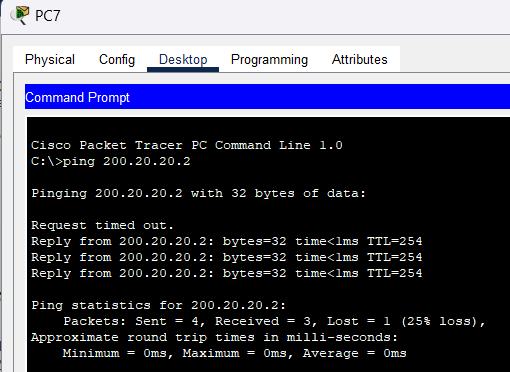 PC7
Physical Config Desktop Programming Attributes
Command Prompt
Cisco Packet Tracer PC Command Line 1.0
C:\>ping 200.20.20.2
Pinging 200.20.20.2 with 32 bytes of data:
Request timed out.
Reply from 200.20.20.2: bytes=32 time<1ms TTL=254
Reply from 200.20.20.2: bytes=32 time<1ms TTL=254
Reply from 200.20.20.2: bytes=32 time<1ms TTL=254
Ping statistics for 200.20.20.2:
Packets: Sent = 4, Received = 3, Lost = 1 (25% loss),
Approximate round trip times in milli-seconds:
Minimum = 0ms, Maximum = 0ms, Average = 0ms